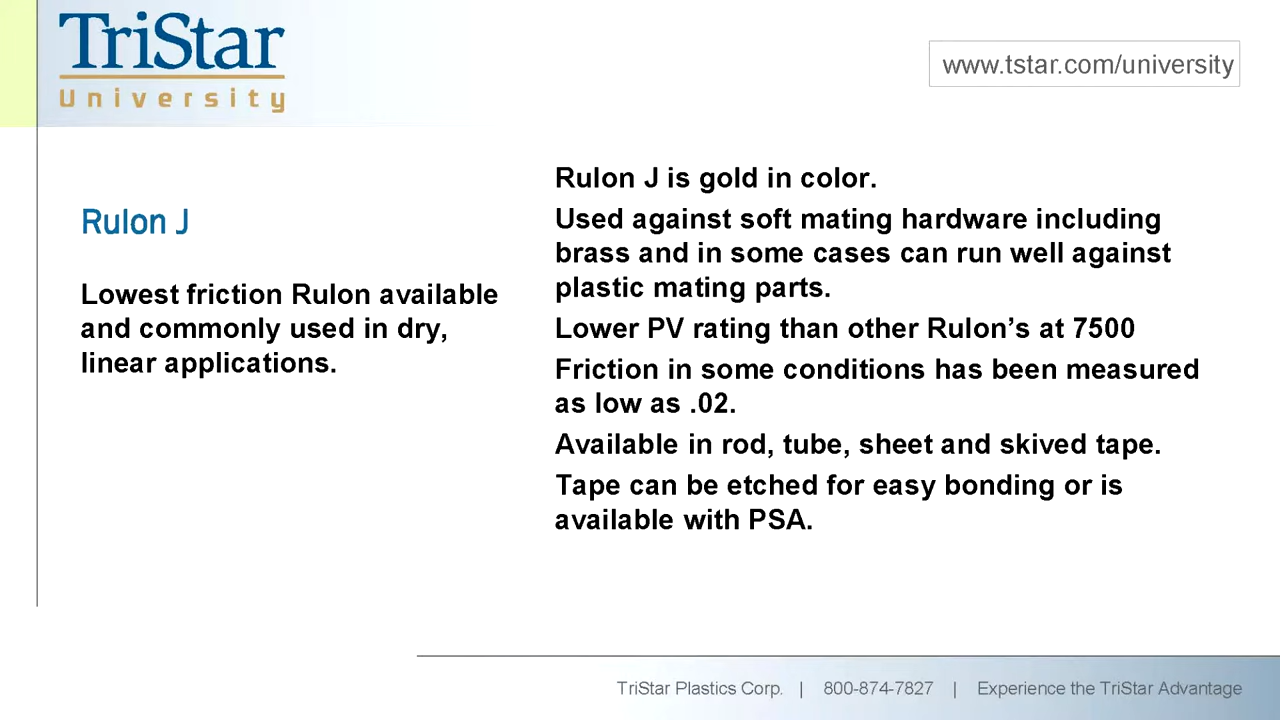 TriStar
University
www.tstar.com/university
Rulon J
Lowest friction Rulon available
and commonly used in dry,
linear applications.
Rulon J is gold in color.
Used against soft mating hardware including
brass and in some cases can run well against
plastic mating parts.
Lower PV rating than other Rulon’s at 7500
Friction in some conditions has been measured
as low as .02.
Available in rod, tube, sheet and skived tape.
Tape can be etched for easy bonding or is
available with PSA.
TriStar Plastics Corp. | 800-874-7827 | Experience the TriStar Advantage